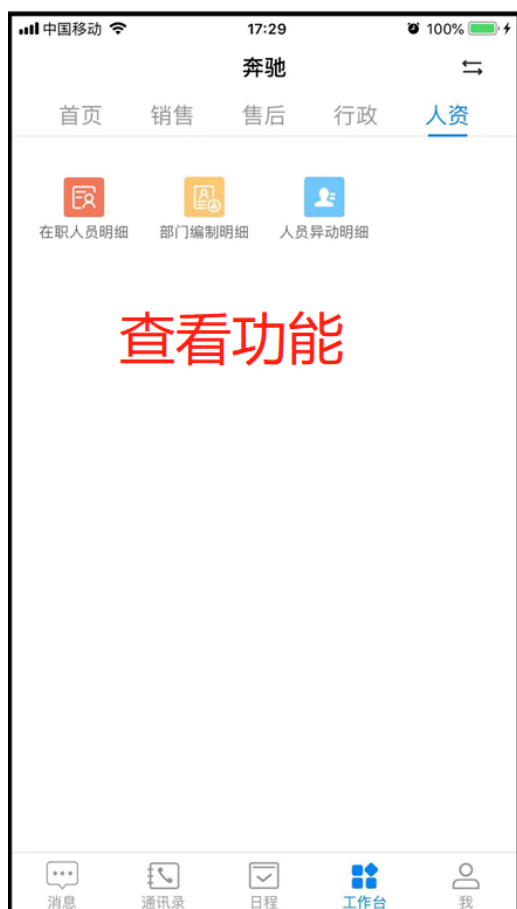 中国移动 17:29 100%
奔驰
首页 销售 售后 行政 人资
在职人员明细 部门编制明细 人员异动明细
查看功能
消息 通讯录 日程 工作台 我